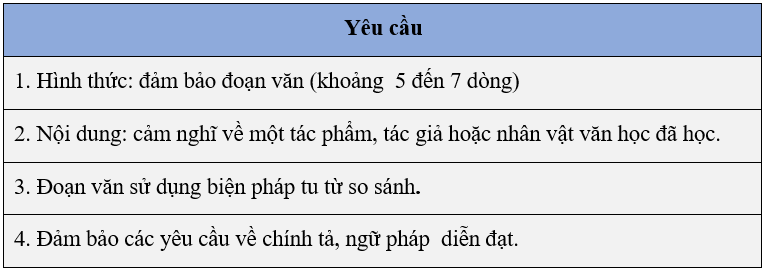 Yêu cầu
1. Hình thức: đảm bảo đoạn văn (khoảng 5 đến 7 dòng)
2. Nội dung: cảm nghĩ về một tác phẩm, tác giả hoặc nhân vật văn học đã học.
3. Đoạn văn sử dụng biện pháp tu từ so sánh.
4. Đảm bảo các yêu cầu về chính tả, ngữ pháp diễn đạt.